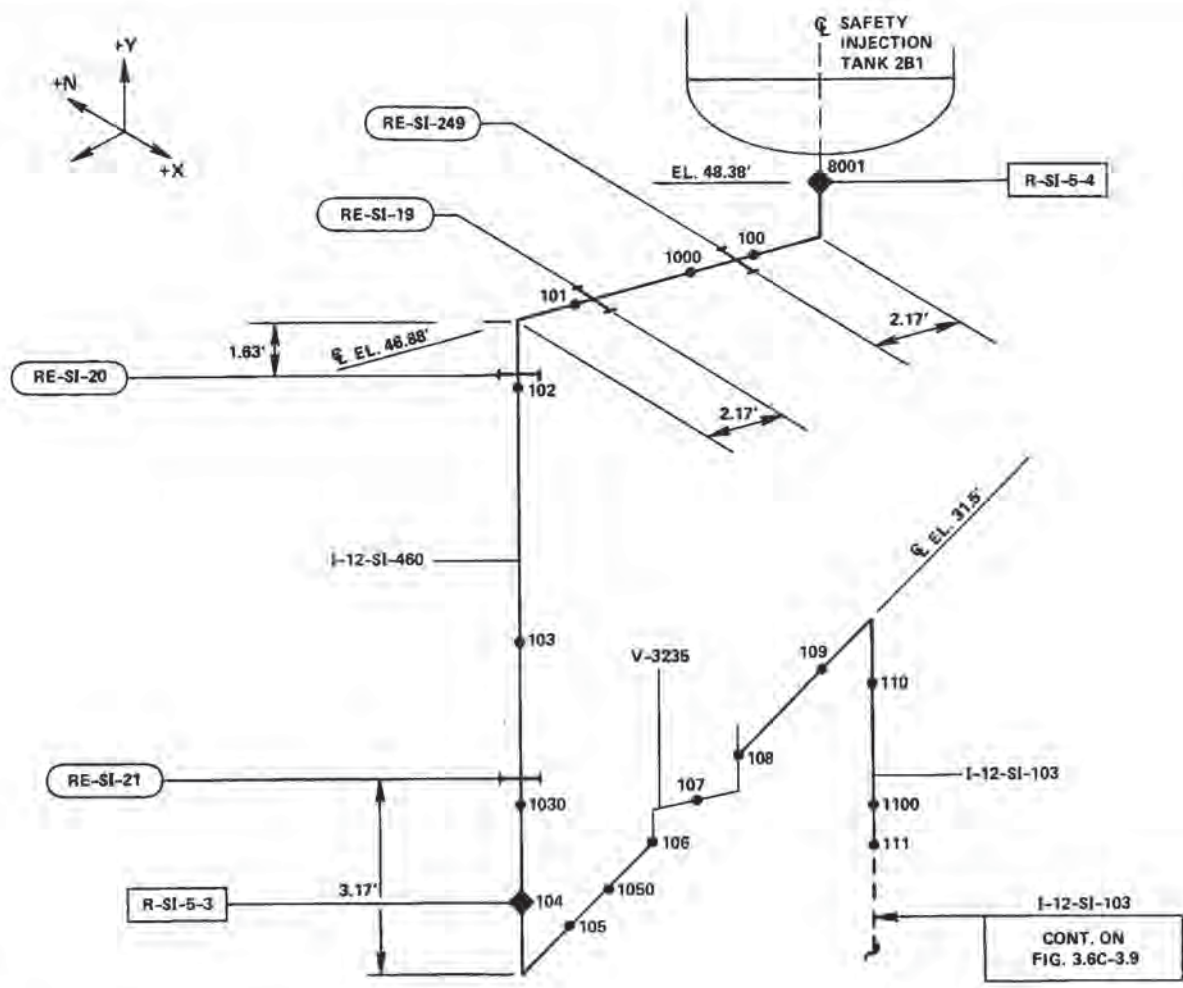 ℄ SAFETY
INJECTION
TANK 2B1
+Y
+N
+X
RE-SI-249
8001
EL. 48.38'
R-SI-5-4
RE-SI-19
100
1000
101
2.17'
1.63'
℄ EL. 46.88'
RE-SI-20
102
2.17'
℄ EL. 31.5'
I-12-SI-460
103
V-3235
109
110
108
RE-SI-21
107
I-12-SI-103
1030
1100
106
111
3.17'
1050
R-SI-5-3
104
105
I-12-SI-103
CONT. ON
FIG. 3.6C-3.9